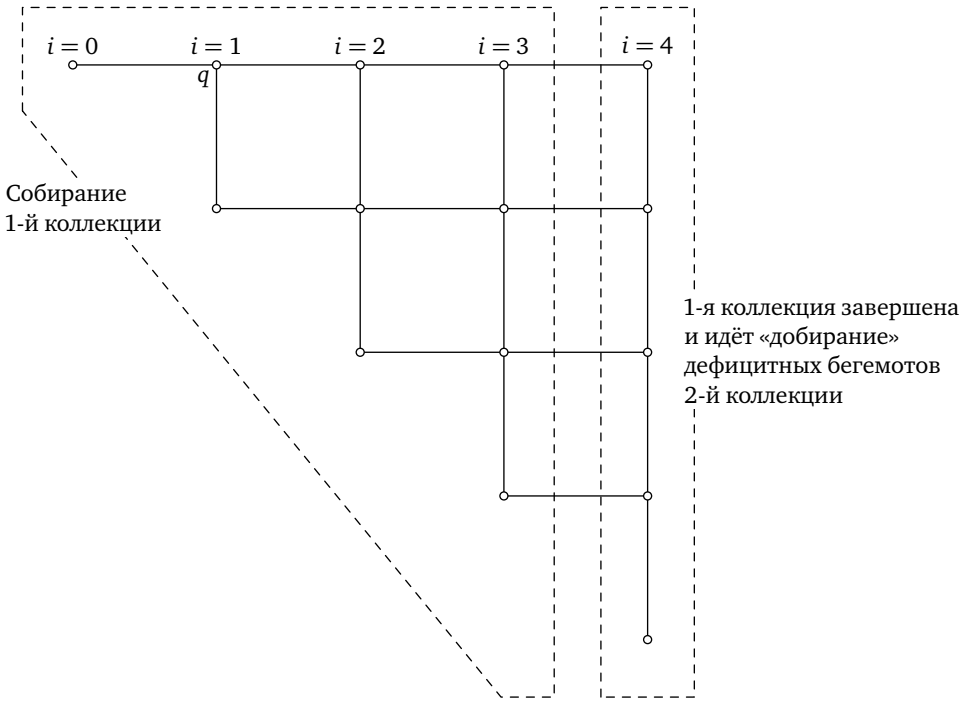 i = 0 i = 1 i = 2 i = 3 i = 4
q
Собирание
1-й коллекции
1-я коллекция завершена
и идёт «добирание»
дефицитных бегемотов
2-й коллекции